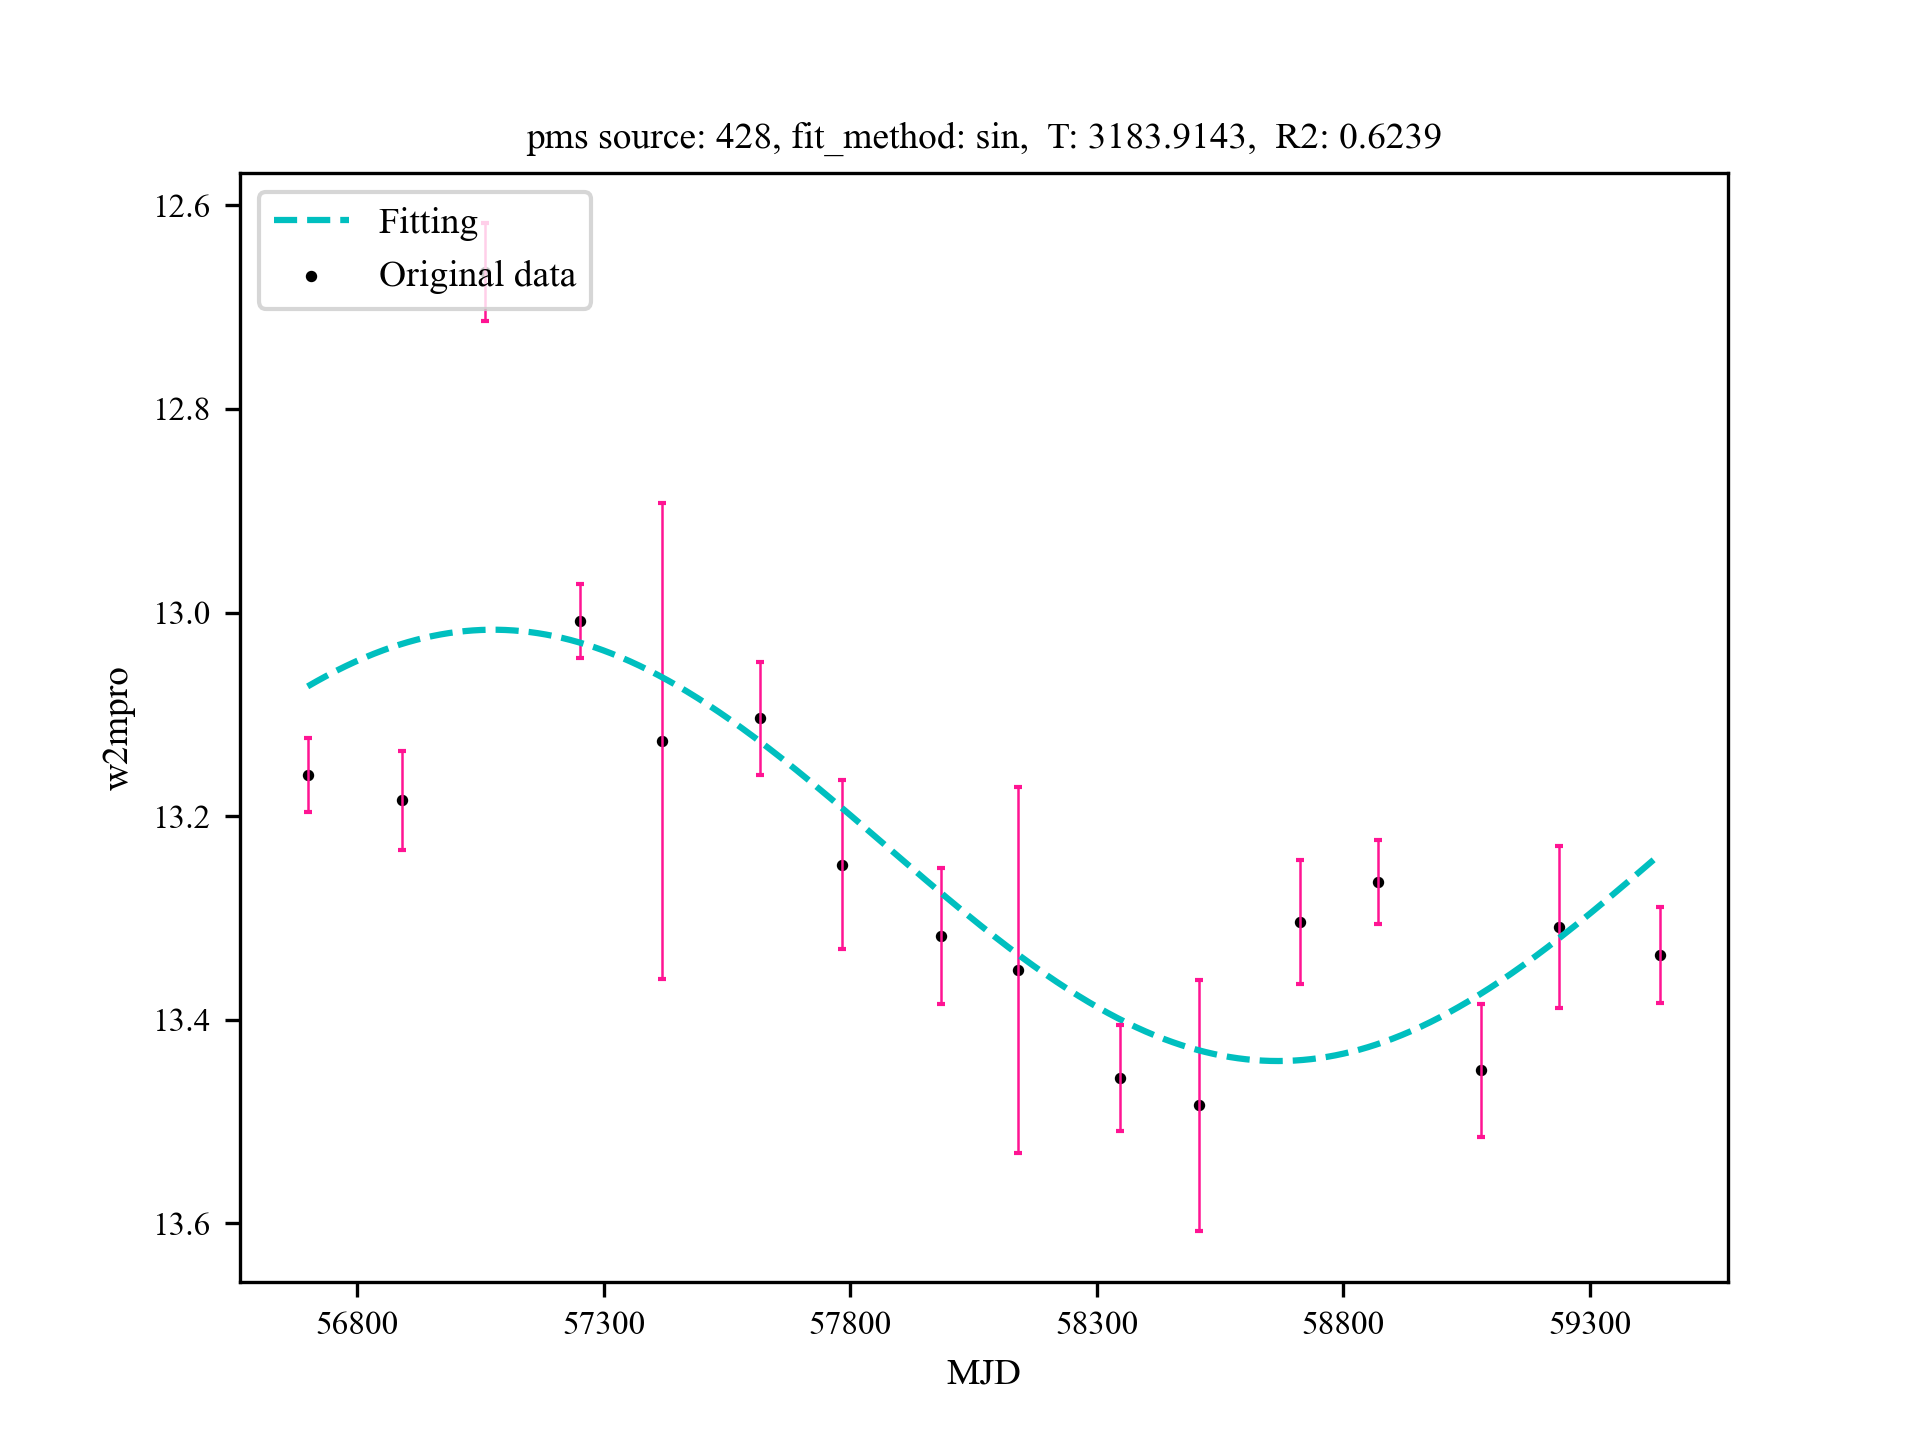 pms source: 428, fit_method: sin,  T: 3183.9143,  R2: 0.6239
Fitting
Original data
12.6
12.8
13.0
13.2
13.4
13.6
w2mpro
56800 57300 57800 58300 58800 59300
MJD